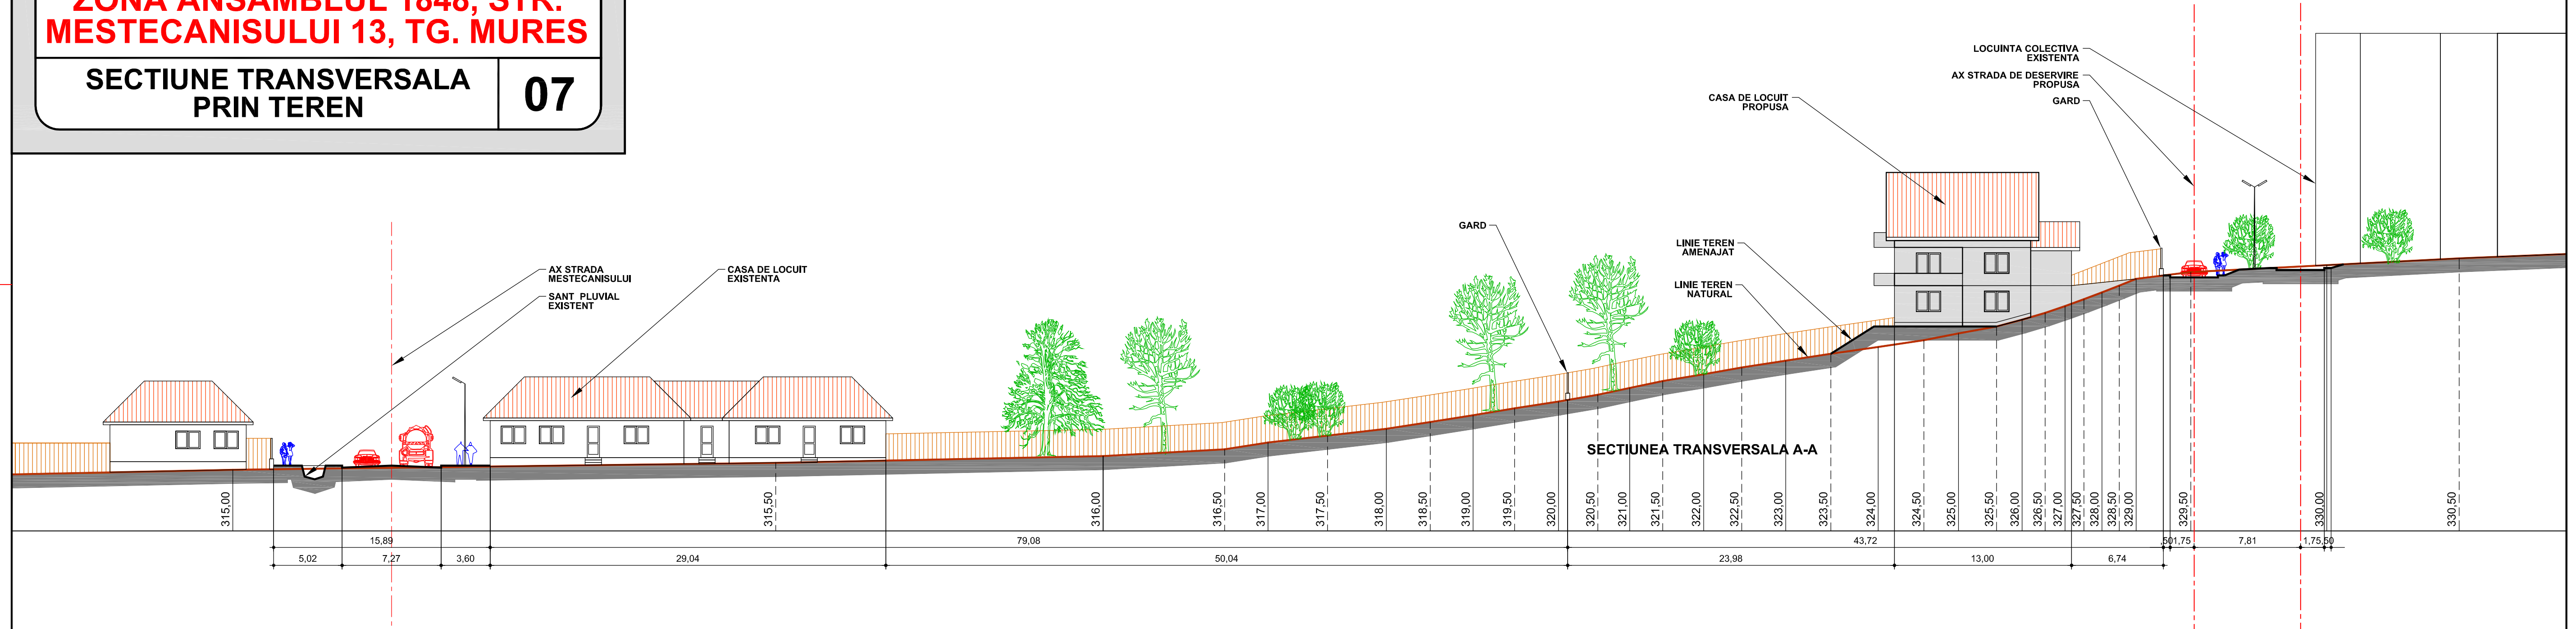 ZONA ANSAMBLUL 1848, STR.
MESTECANISULUI 13, TG. MURES
SECTIUNE TRANSVERSALA
PRIN TEREN
07
LOCUINTA COLECTIVA
EXISTENTA
AX STRADA DE DESERVIRE
PROPUSA
GARD
CASA DE LOCUIT
PROPUSA
GARD
LINIE TEREN
AMENAJAT
LINIE TEREN
NATURAL
AX STRADA
MESTECANISULUI
SANT PLUVIAL
EXISTENT
CASA DE LOCUIT
EXISTENTA
SECTIUNEA TRANSVERSALA A-A
315,00
315,50
316,00
316,50
317,00
317,50
318,00
318,50
319,00
319,50
320,00
320,50
321,00
321,50
322,00
322,50
323,00
323,50
324,00
324,50
325,00
325,50
326,00
326,50
327,00
327,50
328,00
328,50
329,00
329,50
330,00
330,50
15,89
79,08
43,72
,50
1,75
7,81
1,75
,50
5,02
7,27
3,60
29,04
50,04
23,98
13,00
6,74